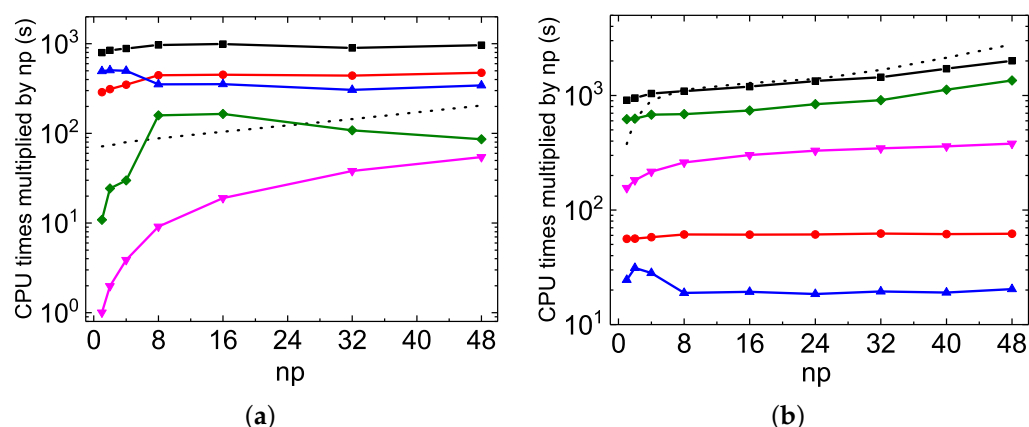 CPU times multiplied by np (s)
10³
10²
10¹
10⁰
0 8 16 24 32 40 48
np
(a)
CPU times multiplied by np (s)
10³
10²
10¹
0 8 16 24 32 40 48
np
(b)